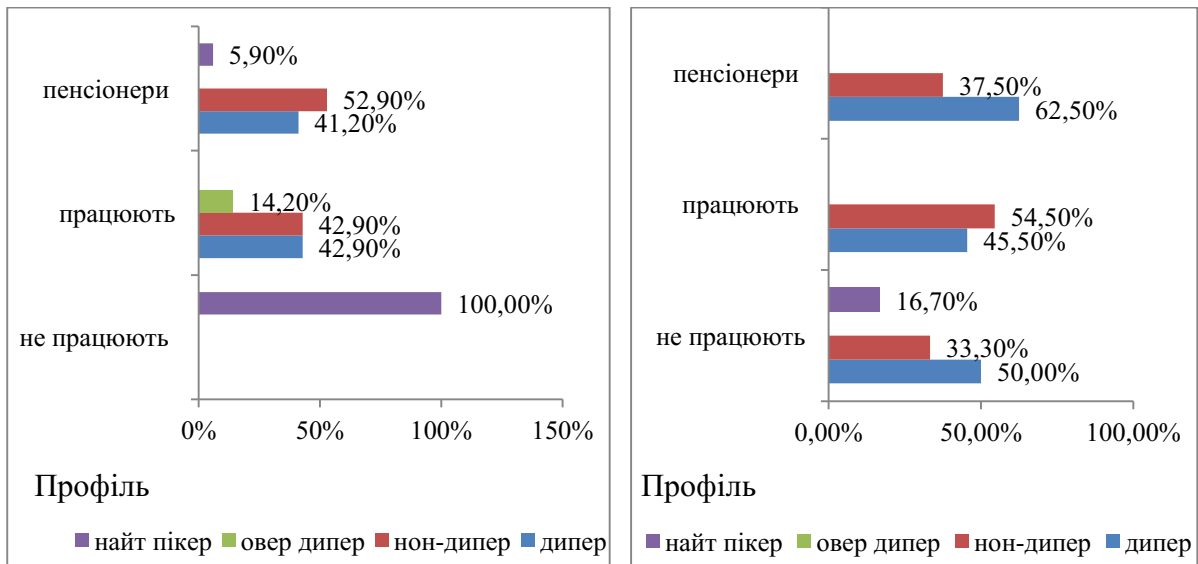 5,90%
пенсіонери
52,90%
41,20%
14,20%
працюють
42,90%
42,90%
100,00%
не працюють
0% 50% 100% 150%
Профіль
найт пікер овер дипер нон-дипер дипер
пенсіонери
37,50%
62,50%
працюють
54,50%
45,50%
16,70%
не працюють
33,30%
50,00%
0,00% 50,00% 100,00%
Профіль
найт пікер овер дипер нон-дипер дипер